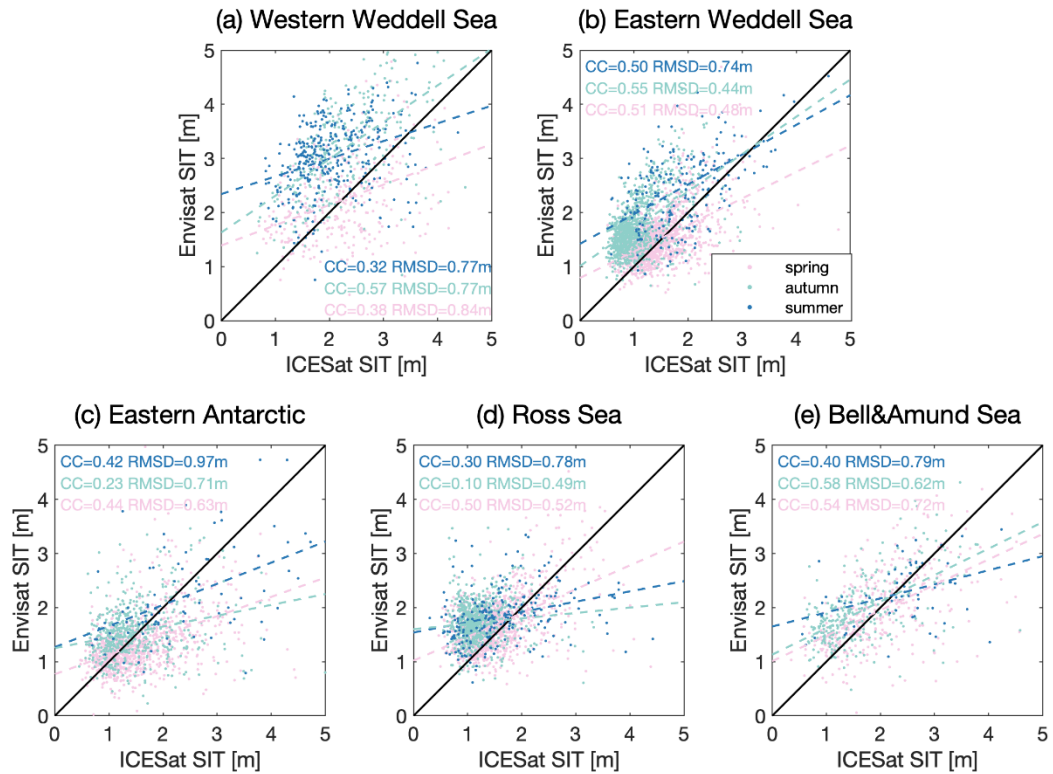 (a) Western Weddell Sea
Envisat SIT [m]
5
4
3
2
1
0
CC=0.32 RMSD=0.77m
CC=0.57 RMSD=0.77m
CC=0.38 RMSD=0.84m
0 1 2 3 4 5
ICESat SIT [m]
(b) Eastern Weddell Sea
Envisat SIT [m]
5
4
3
2
1
0
CC=0.50 RMSD=0.74m
CC=0.55 RMSD=0.44m
CC=0.51 RMSD=0.48m
spring
autumn
summer
0 1 2 3 4 5
ICESat SIT [m]
(c) Eastern Antarctic
Envisat SIT [m]
5
4
3
2
1
0
CC=0.42 RMSD=0.97m
CC=0.23 RMSD=0.71m
CC=0.44 RMSD=0.63m
0 1 2 3 4 5
ICESat SIT [m]
(d) Ross Sea
Envisat SIT [m]
5
4
3
2
1
0
CC=0.30 RMSD=0.78m
CC=0.10 RMSD=0.49m
CC=0.50 RMSD=0.52m
0 1 2 3 4 5
ICESat SIT [m]
(e) Bell&Amund Sea
Envisat SIT [m]
5
4
3
2
1
0
CC=0.40 RMSD=0.79m
CC=0.58 RMSD=0.62m
CC=0.54 RMSD=0.72m
0 1 2 3 4 5
ICESat SIT [m]